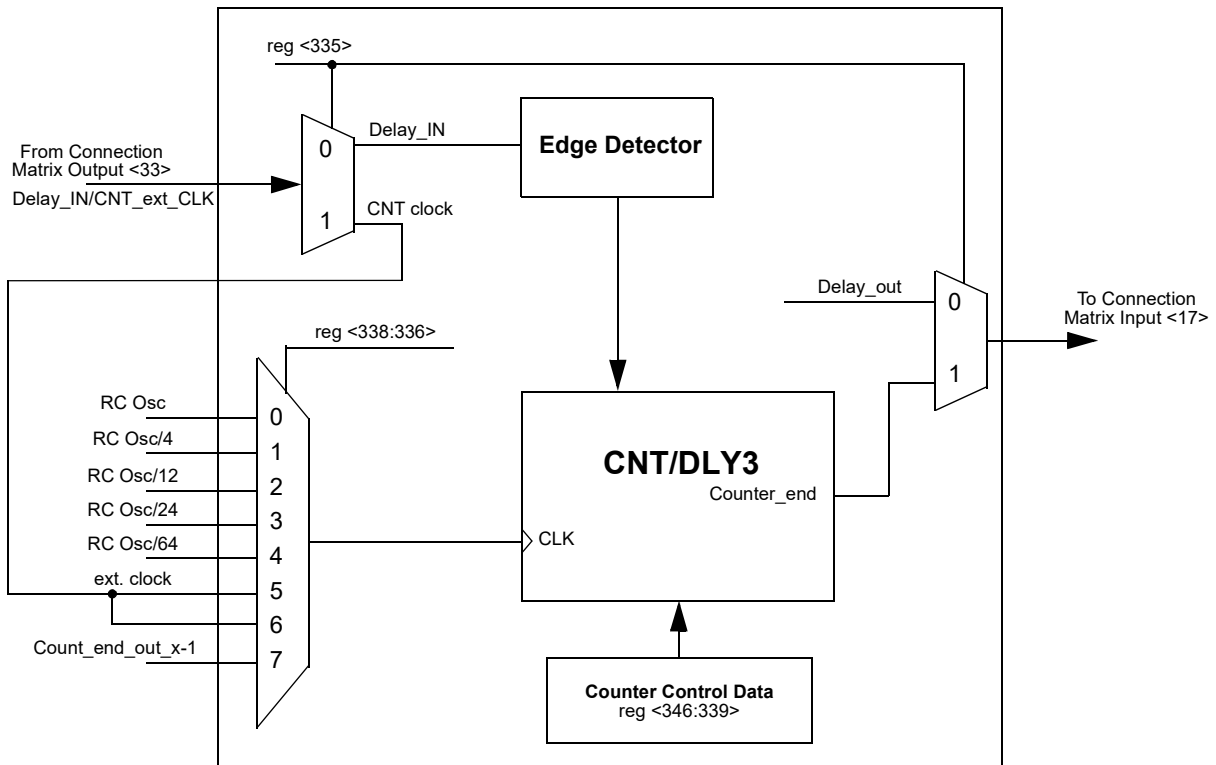 reg <335>
From Connection
Matrix Output <33>
Delay_IN/CNT_ext_CLK
0
1
Delay_IN
CNT clock
Edge Detector
Delay_out
0
1
To Connection
Matrix Input <17>
reg <338:336>
RC Osc
0
RC Osc/4
1
RC Osc/12
2
RC Osc/24
3
RC Osc/64
4
ext. clock
5
6
Count_end_out_x-1
7
CNT/DLY3
Counter_end
CLK
Counter Control Data
reg <346:339>